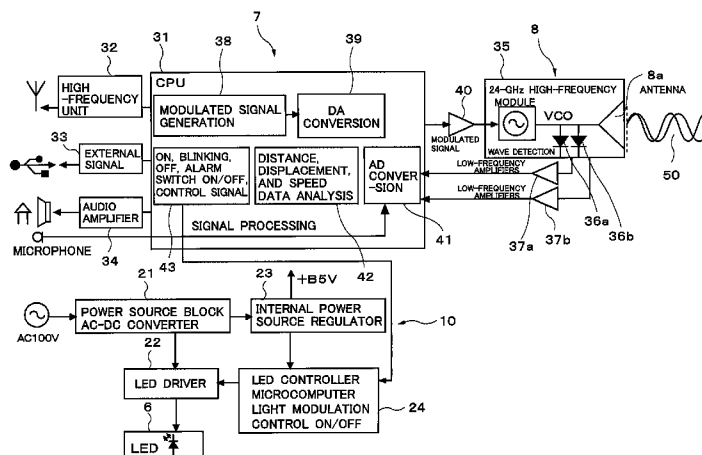 7
32
31
38
39
35
8
8a
HIGH
-FREQUENCY
UNIT
CPU
MODULATED SIGNAL
GENERATION
DA
CONVERSION
40
MODULATED
SIGNAL
24-GHz HIGH-FREQUENCY
MODULE
VCO
ANTENNA
WAVE DETECTION
50
33
EXTERNAL
SIGNAL
ON, BLINKING,
OFF, ALARM
SWITCH ON/OFF,
CONTROL SIGNAL
DISTANCE,
DISPLACEMENT,
AND SPEED
DATA ANALYSIS
AD
CONVER
-SION
LOW-FREQUENCY
AMPLIFIERS
LOW-FREQUENCY
AMPLIFIERS
36a
36b
37a
37b
AUDIO
AMPLIFIER
34
MICROPHONE
SIGNAL PROCESSING
43
42
41
21
23
+B5V
10
AC100V
POWER SOURCE BLOCK
AC-DC CONVERTER
INTERNAL POWER
SOURCE REGULATOR
22
LED DRIVER
LED CONTROLLER
MICROCOMPUTER
LIGHT MODULATION
CONTROL ON/OFF
24
6
LED